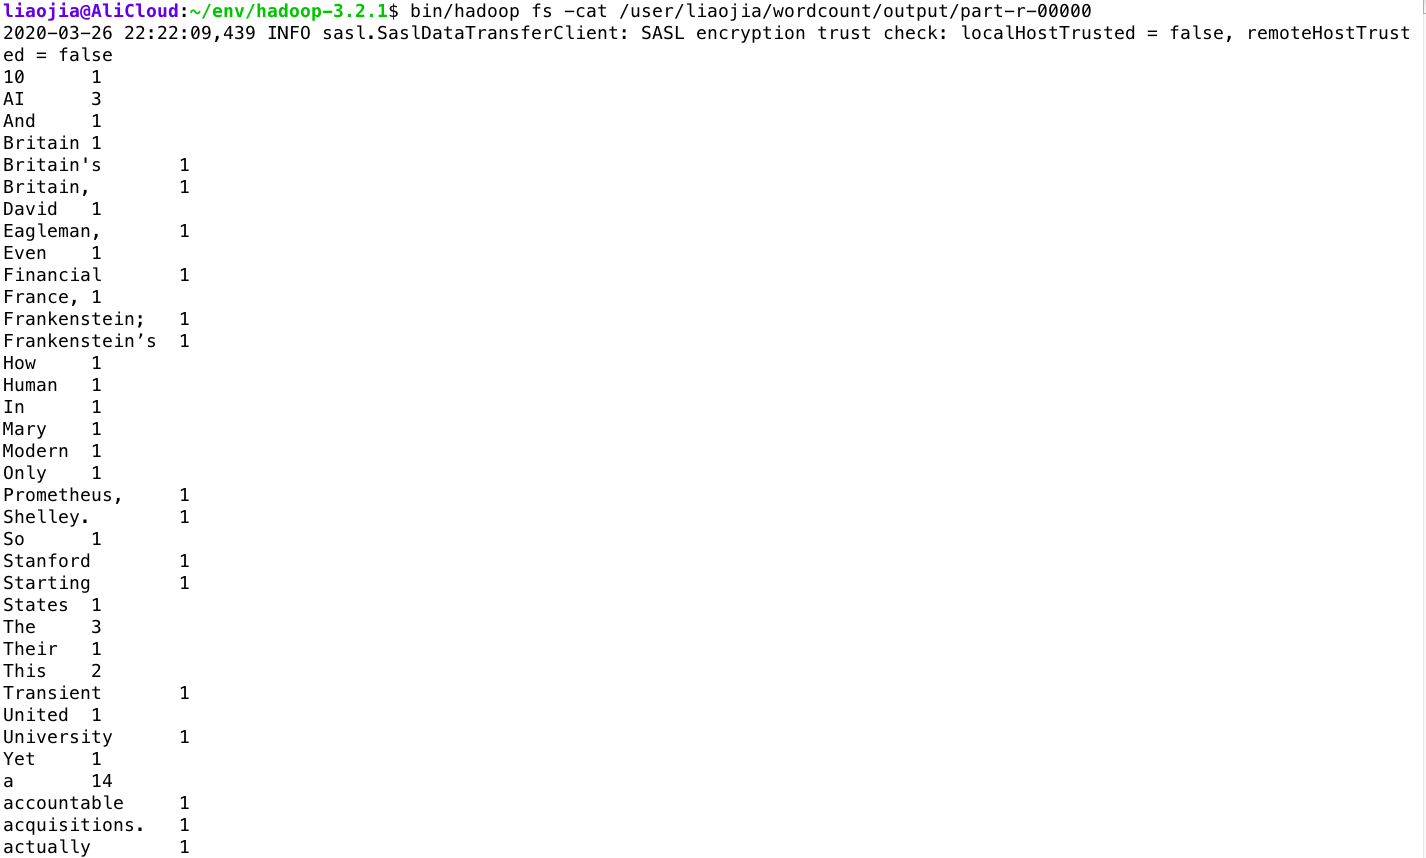 liaojia@AliCloud:~/env/hadoop-3.2.1$ bin/hadoop fs -cat /user/liaojia/wordcount/output/part-r-00000
2020-03-26 22:22:09,439 INFO sasl.SaslDataTransferClient: SASL encryption trust check: localHostTrusted = false, remoteHostTrust
ed = false
10      1
AI      3
And     1
Britain 1
Britain's       1
Britain,        1
David   1
Eagleman,       1
Even    1
Financial       1
France, 1
Frankenstein;   1
Frankenstein’s  1
How     1
Human   1
In      1
Mary    1
Modern  1
Only    1
Prometheus,     1
Shelley.        1
So      1
Stanford        1
Starting        1
States  1
The     3
Their   1
This    2
Transient       1
United  1
University      1
Yet     1
a       14
accountable     1
acquisitions.   1
actually        1